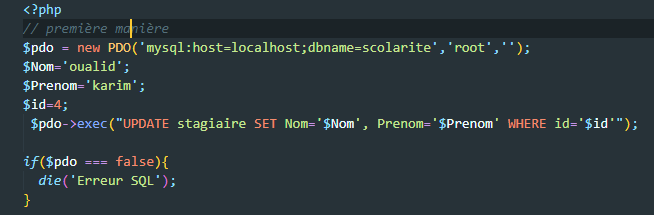 <?php
// première manière
$pdo = new PDO('mysql:host=localhost;dbname=scolarite','root','');
$Nom='oualid';
$Prenom='karim';
$id=4;
$pdo->exec("UPDATE stagiaire SET Nom='$Nom', Prenom='$Prenom' WHERE id='$id'");
if($pdo === false){
die('Erreur SQL');
}